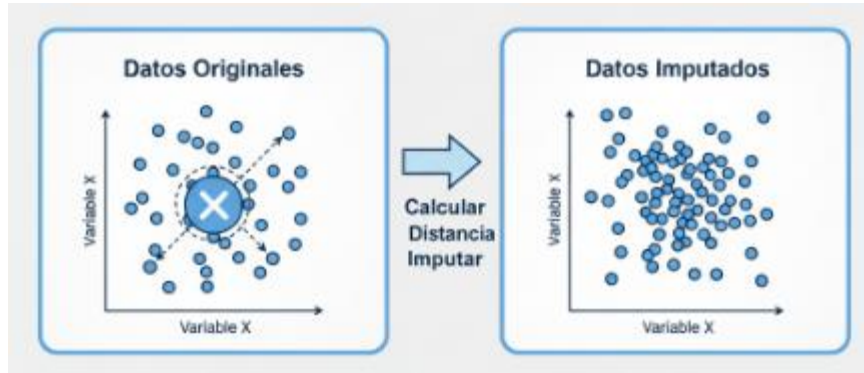 Datos Originales
Variable X
Variable X
Calcular
Distancia
Imputar
Datos Imputados
Variable X
Variable X